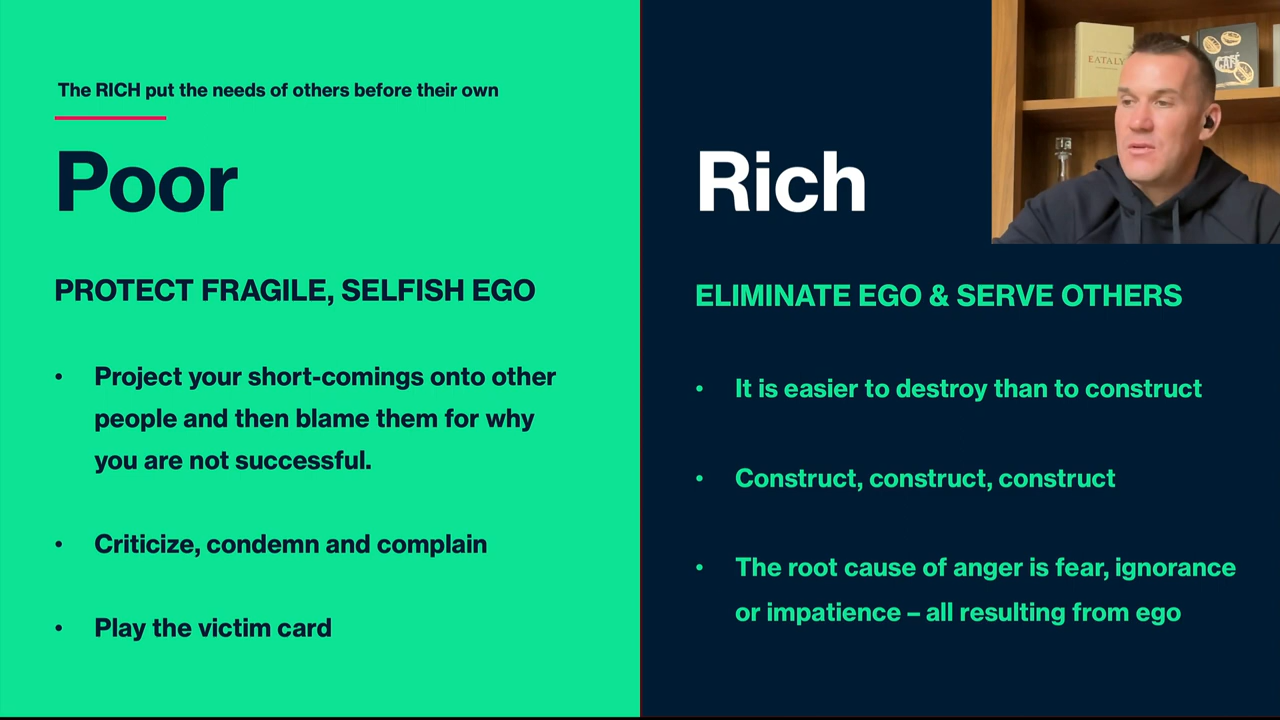 The RICH put the needs of others before their own
Poor
PROTECT FRAGILE, SELFISH EGO
• Project your short-comings onto other
people and then blame them for why
you are not successful.
• Criticize, condemn and complain
• Play the victim card
Rich
ELIMINATE EGO & SERVE OTHERS
• It is easier to destroy than to construct
• Construct, construct, construct
• The root cause of anger is fear, ignorance
or impatience – all resulting from ego
EATALY
CAFÉ